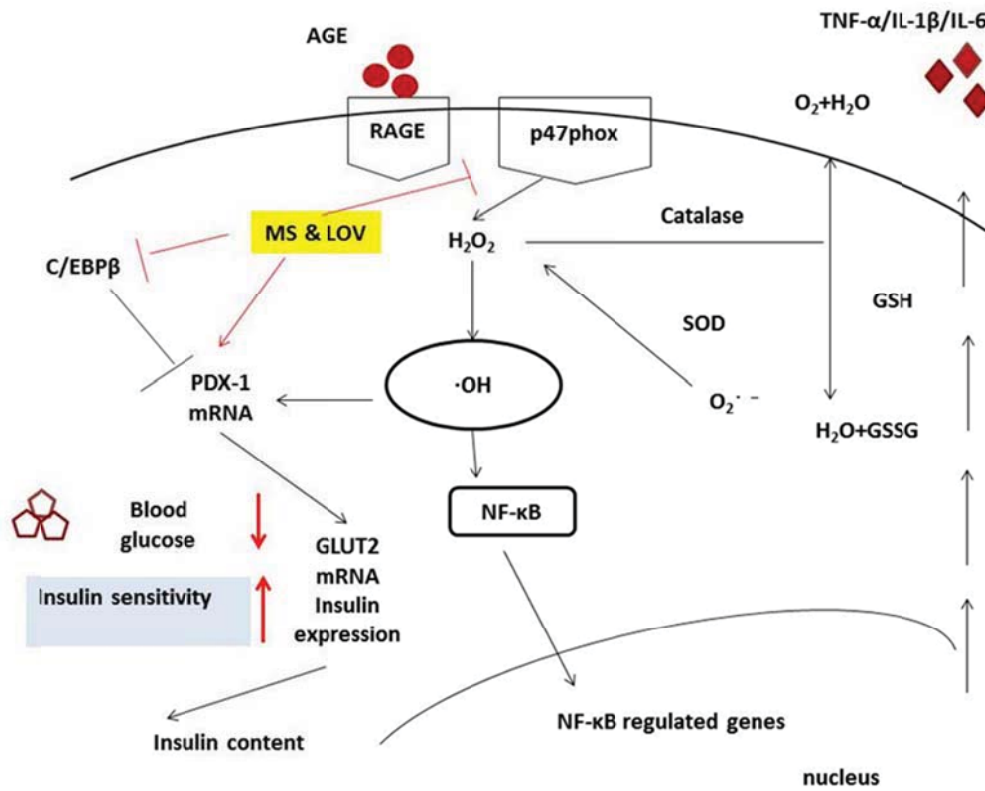 TNF-α/IL-1β/IL-6
AGE
O₂+H₂O
RAGE
p47phox
Catalase
MS & LOV
H₂O₂
C/EBPβ
GSH
SOD
·OH
PDX-1
mRNA
O₂˙⁻
H₂O+GSSG
NF-κB
Blood
glucose
GLUT2
mRNA
Insulin
expression
Insulin sensitivity
NF-κB regulated genes
Insulin content
nucleus